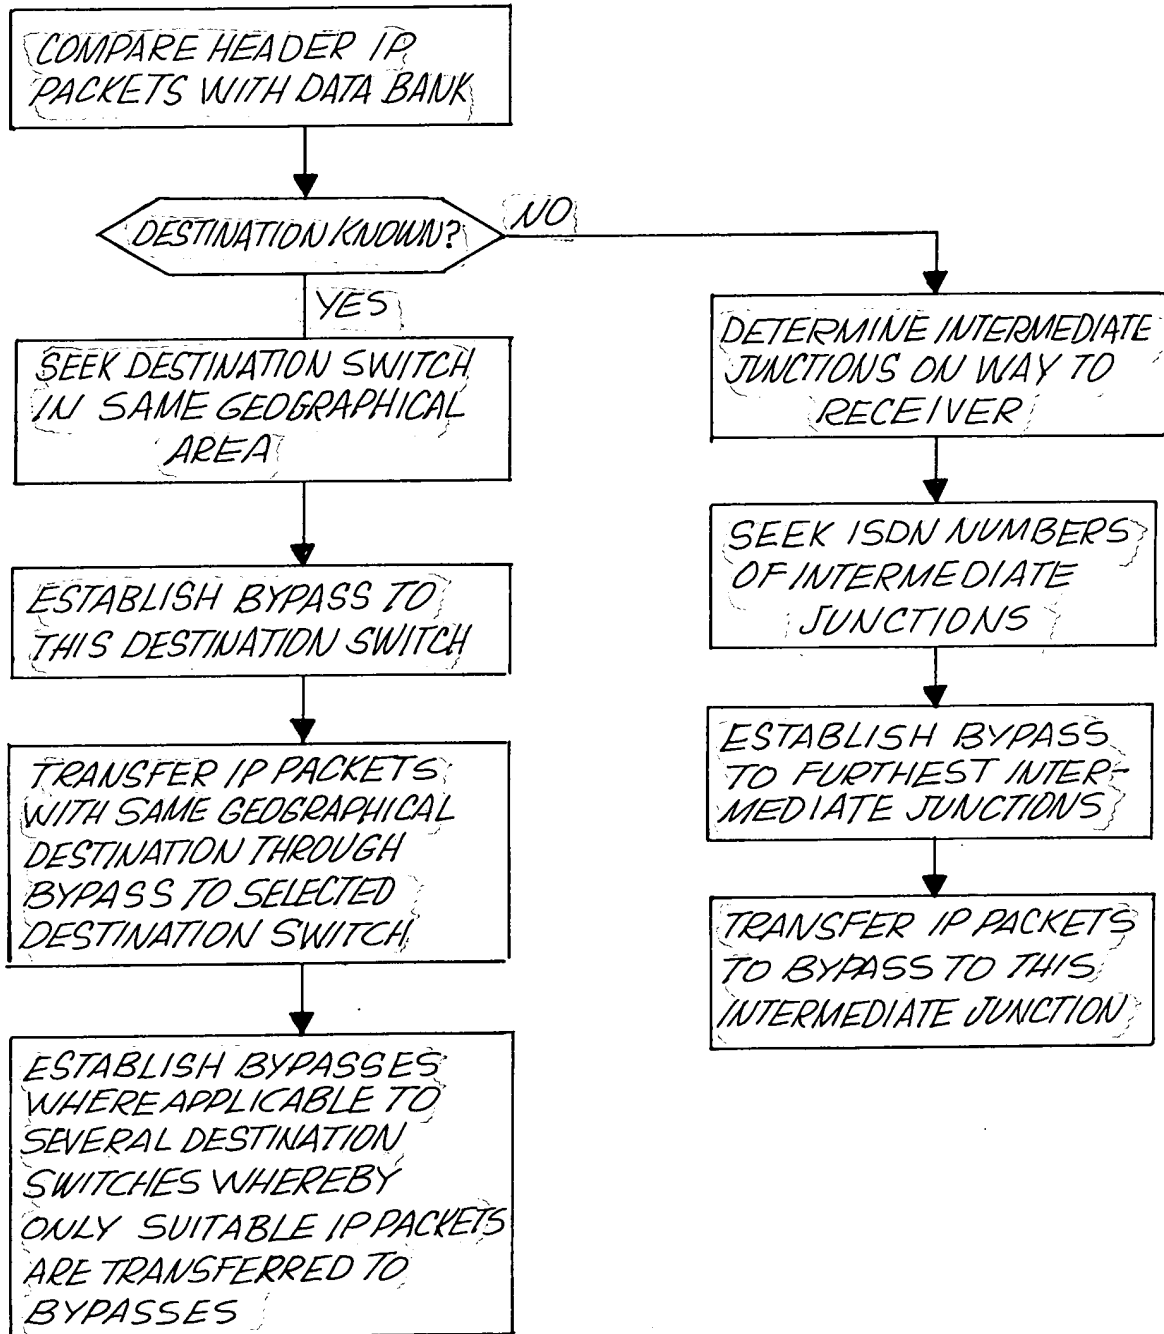 COMPARE HEADER IP
PACKETS WITH DATA BANK
DESTINATION KNOWN?
NO
YES
SEEK DESTINATION SWITCH
IN SAME GEOGRAPHICAL
AREA
ESTABLISH BYPASS TO
THIS DESTINATION SWITCH
TRANSFER IP PACKETS
WITH SAME GEOGRAPHICAL
DESTINATION THROUGH
BYPASS TO SELECTED
DESTINATION SWITCH
ESTABLISH BYPASSES
WHERE APPLICABLE TO
SEVERAL DESTINATION
SWITCHES WHEREBY
ONLY SUITABLE IP PACKETS
ARE TRANSFERRED TO
BYPASSES
DETERMINE INTERMEDIATE
JUNCTIONS ON WAY TO
RECEIVER
SEEK ISDN NUMBERS
OF INTERMEDIATE
JUNCTIONS
ESTABLISH BYPASS
TO FURTHEST INTER-
MEDIATE JUNCTIONS
TRANSFER IP PACKETS
TO BYPASS TO THIS
INTERMEDIATE JUNCTION